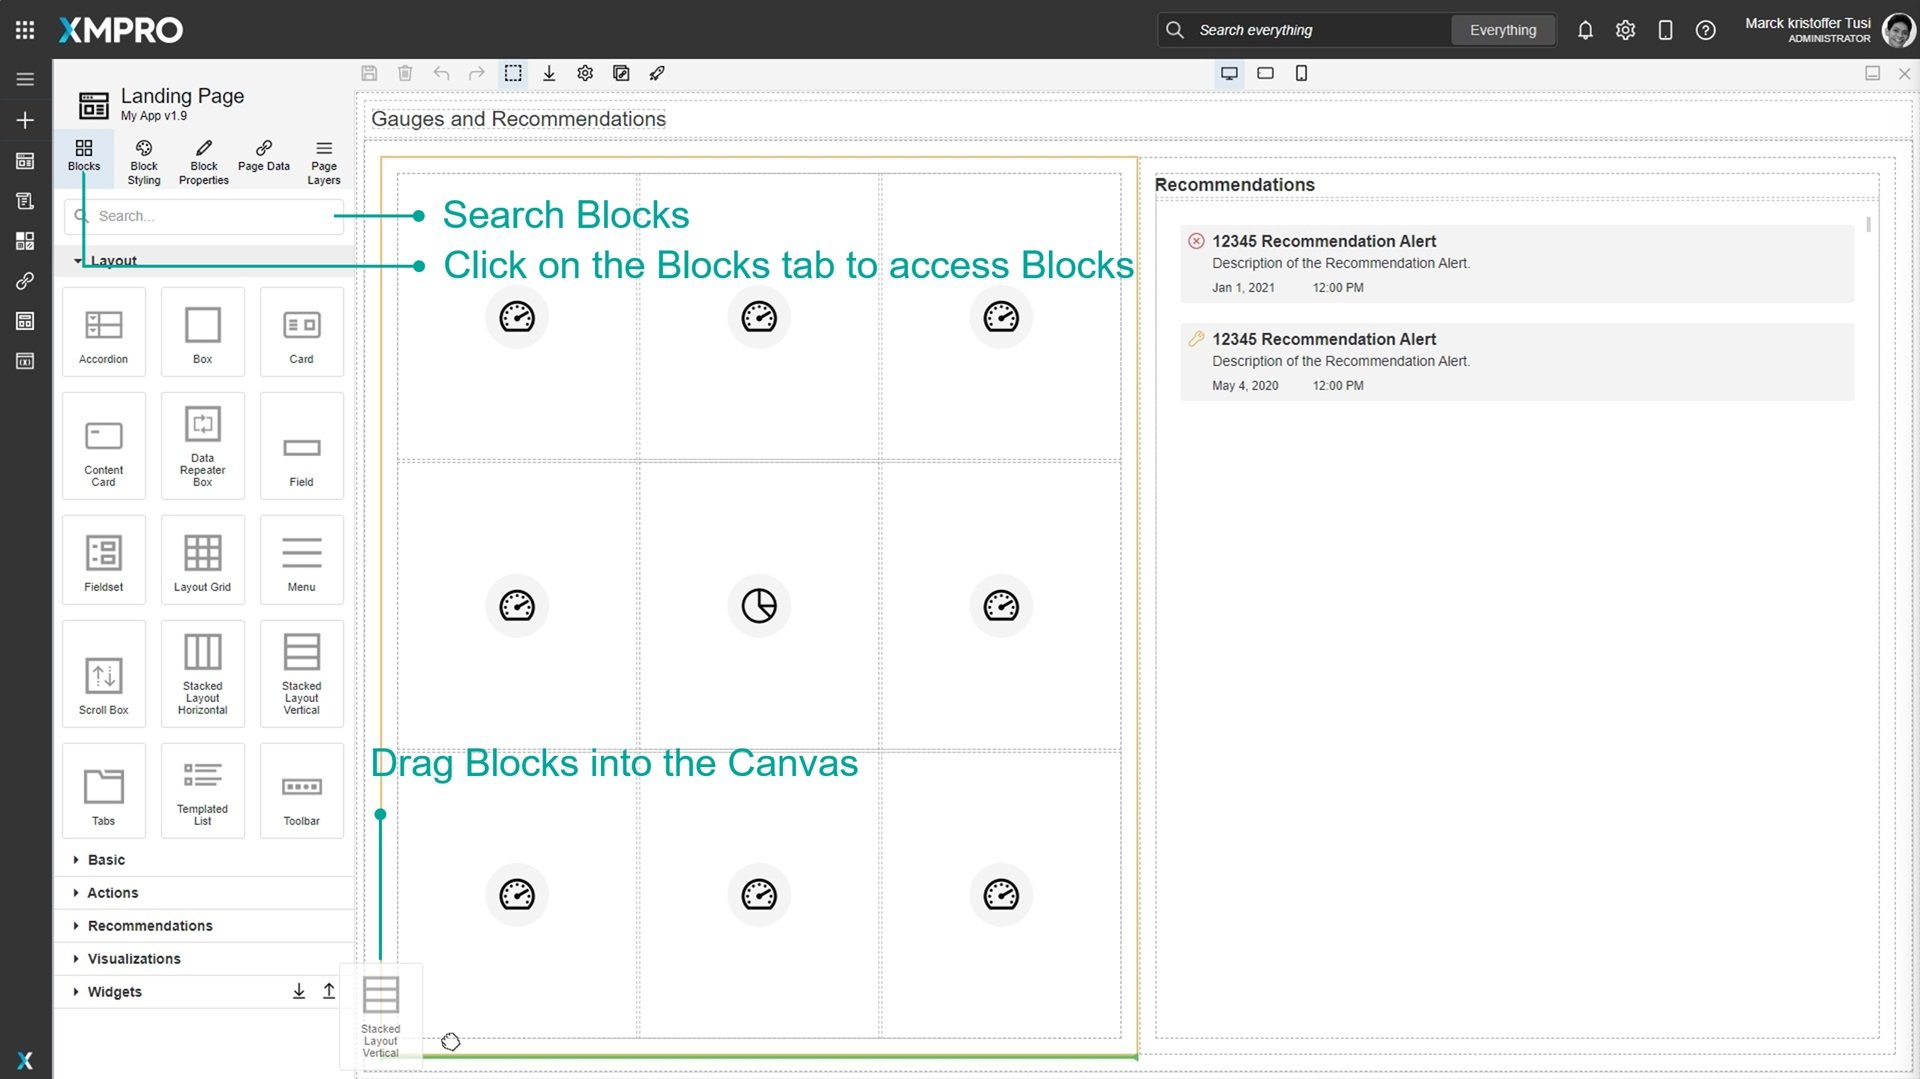 XMPRO
Search everything
Everything
Marck kristoffer Tusi
ADMINISTRATOR
Landing Page
My App v1.9
Blocks
Block
Styling
Block
Properties
Page Data
Page
Layers
Search...
Layout
Accordion
Box
Card
Content
Card
Data
Repeater
Box
Field
Fieldset
Layout Grid
Menu
Scroll Box
Stacked
Layout
Horizontal
Stacked
Layout
Vertical
Tabs
Templated
List
Toolbar
Basic
Actions
Recommendations
Visualizations
Widgets
Gauges and Recommendations
Search Blocks
Click on the Blocks tab to access Blocks
Drag Blocks into the Canvas
Stacked
Layout
Vertical
Recommendations
12345 Recommendation Alert
Description of the Recommendation Alert.
Jan 1, 2021 12:00 PM
12345 Recommendation Alert
Description of the Recommendation Alert.
May 4, 2020 12:00 PM